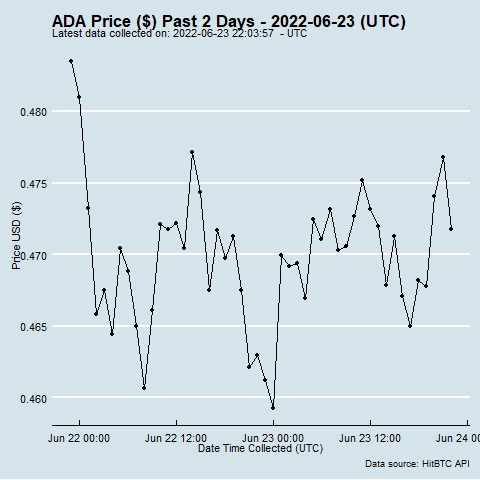 ADA Price ($) Past 2 Days - 2022-06-23 (UTC)
Latest data collected on: 2022-06-23 22:03:57 - UTC
0.480
0.475
0.470
0.465
0.460
Price USD ($)
Jun 22 00:00 Jun 22 12:00 Jun 23 00:00 Jun 23 12:00 Jun 24 00
Date Time Collected (UTC)
Data source: HitBTC API